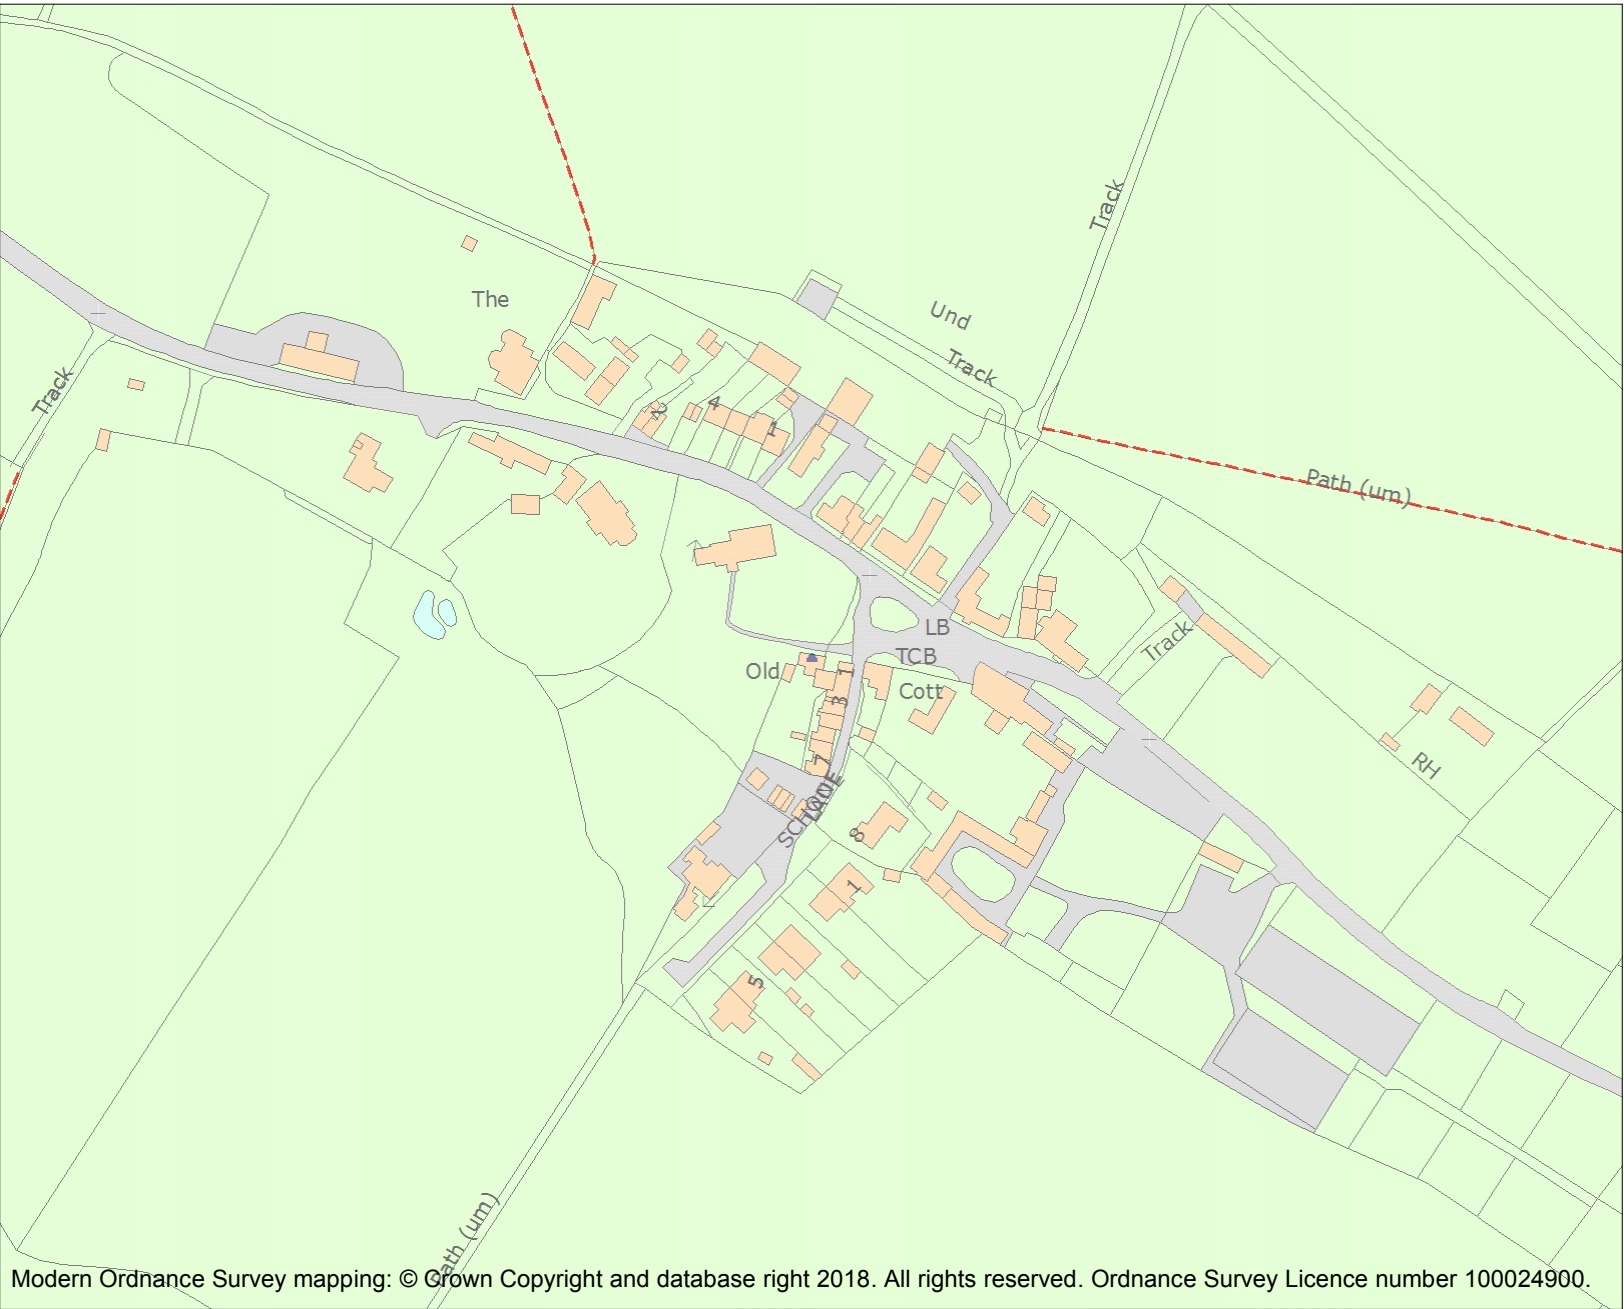 Track
The
Und
Track
Track
2
4
1
Path (um)
LB
TCB
Track
Old
1
Cott
3
7
RH
SCHOOL
LANE
8
1
5
Path (um)
Modern Ordnance Survey mapping: © Crown Copyright and database right 2018. All rights reserved. Ordnance Survey Licence number 100024900.